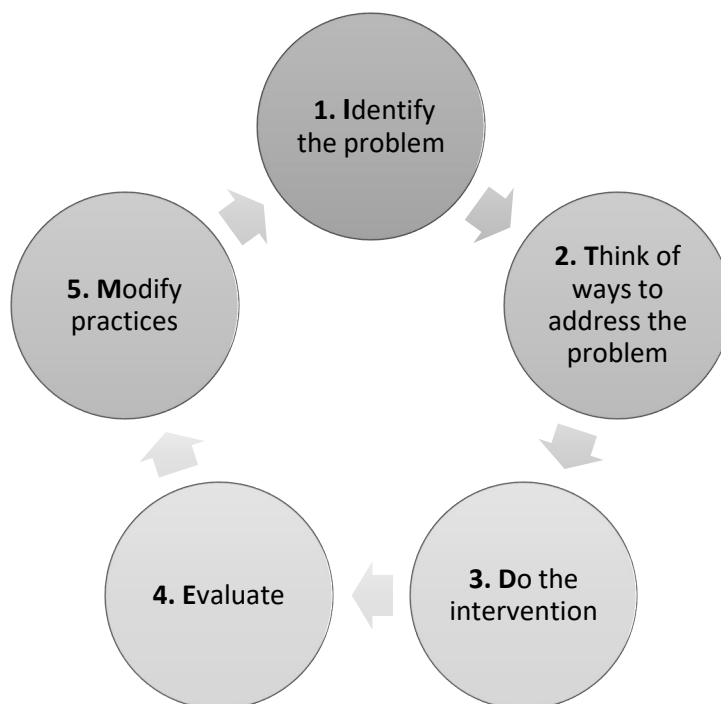 1. Identify
the problem
2. Think of
ways to
address the
problem
3. Do the
intervention
4. Evaluate
5. Modify
practices